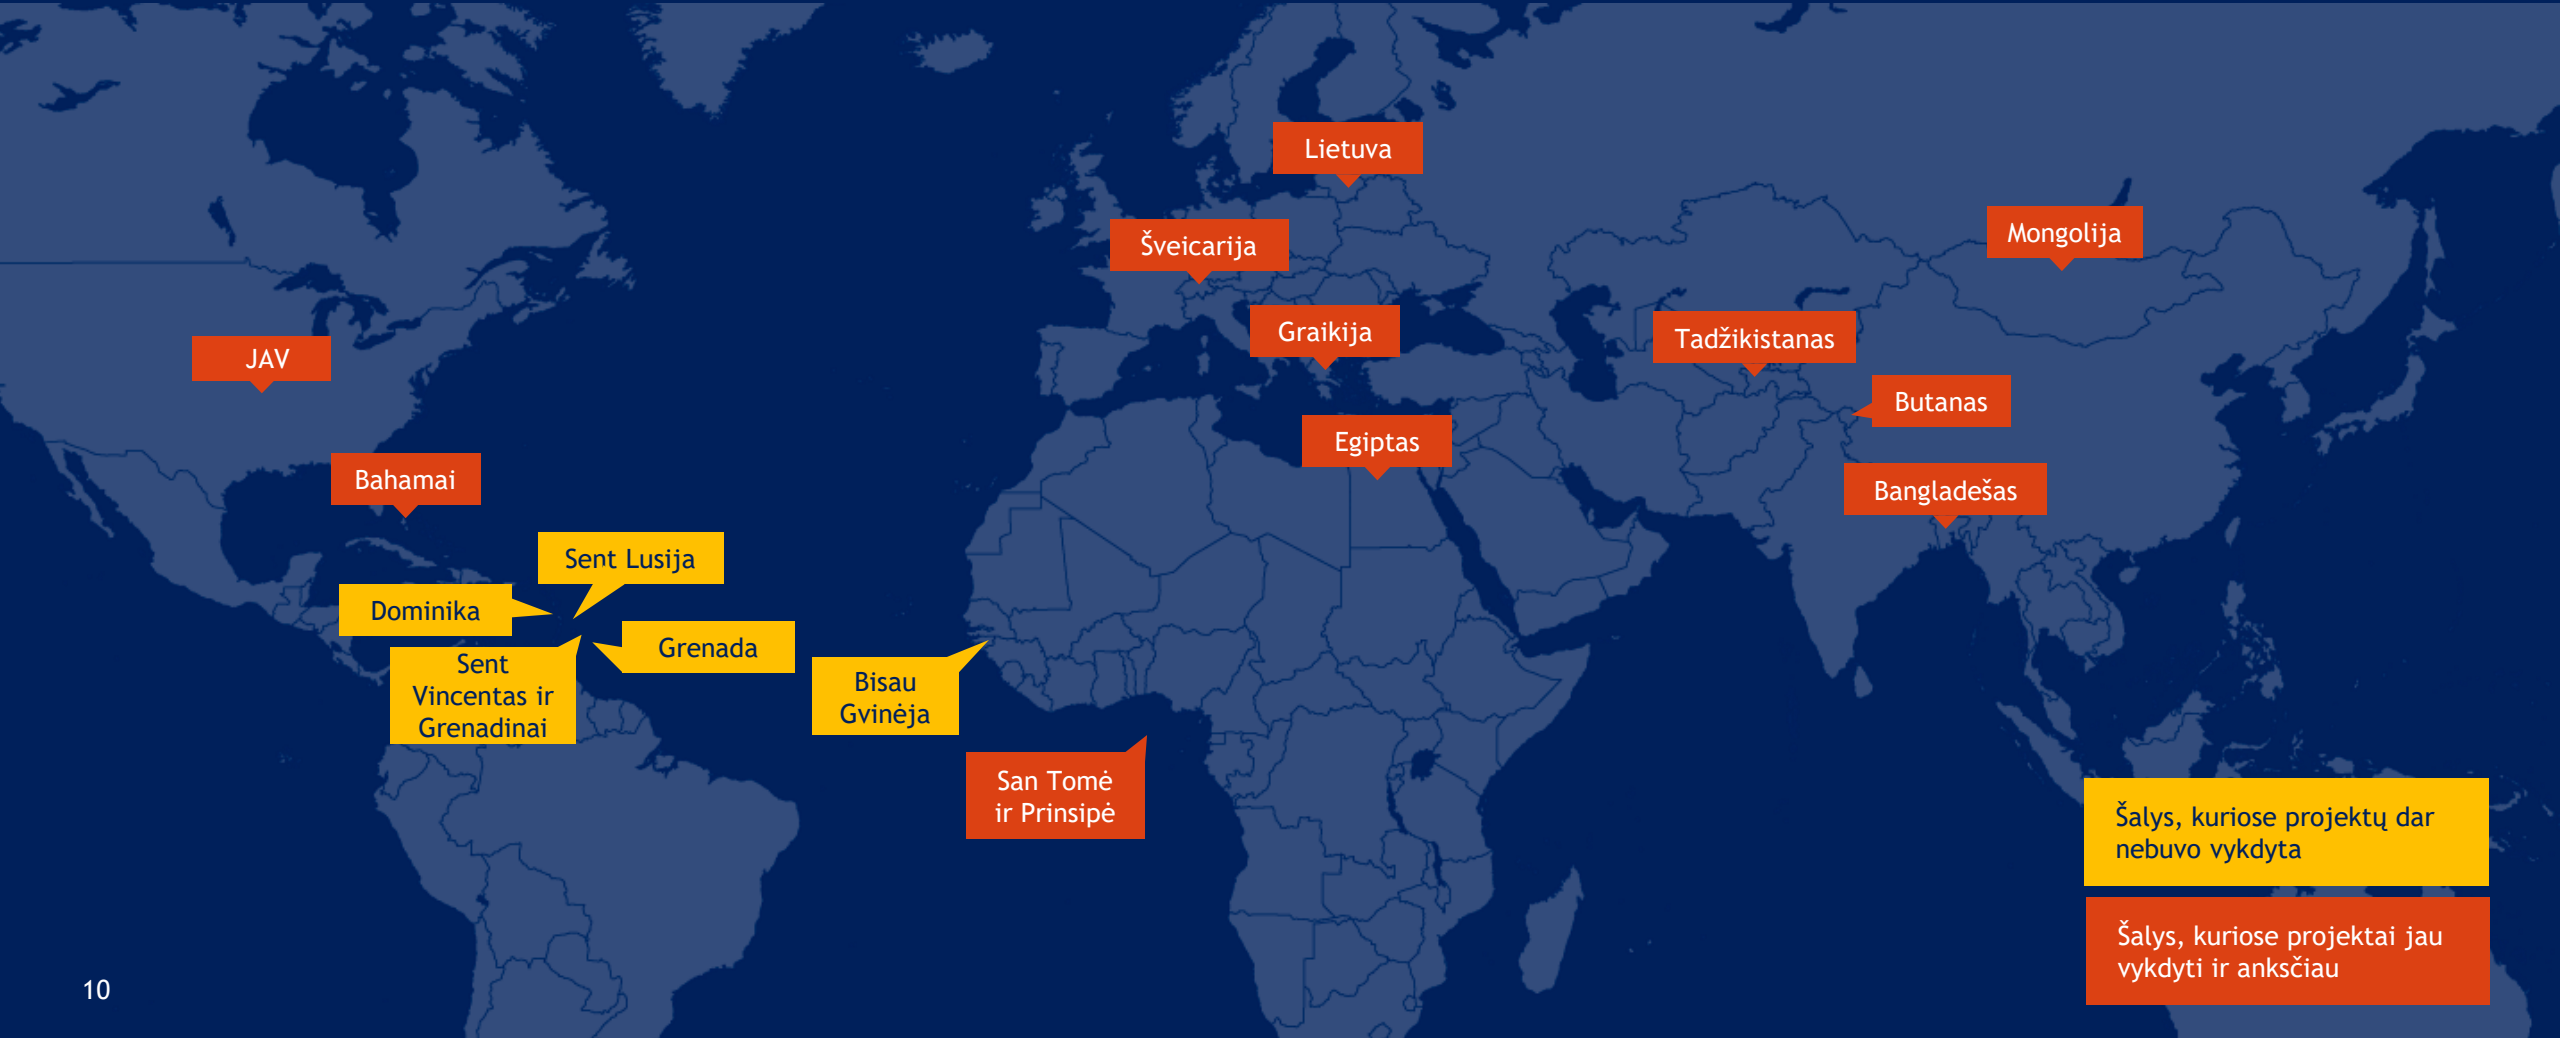 Lietuva
Šveicarija
Mongolija
Graikija
Tadžikistanas
JAV
Butanas
Egiptas
Bahamai
Bangladešas
Sent Lusija
Dominika
Grenada
Sent
Vincentas ir
Grenadinai
Bisau
Gvinėja
San Tomė
ir Prinsipė
Šalys, kuriose projektų dar
nebuvo vykdyta
Šalys, kuriose projektai jau
vykdyti ir anksčiau
10